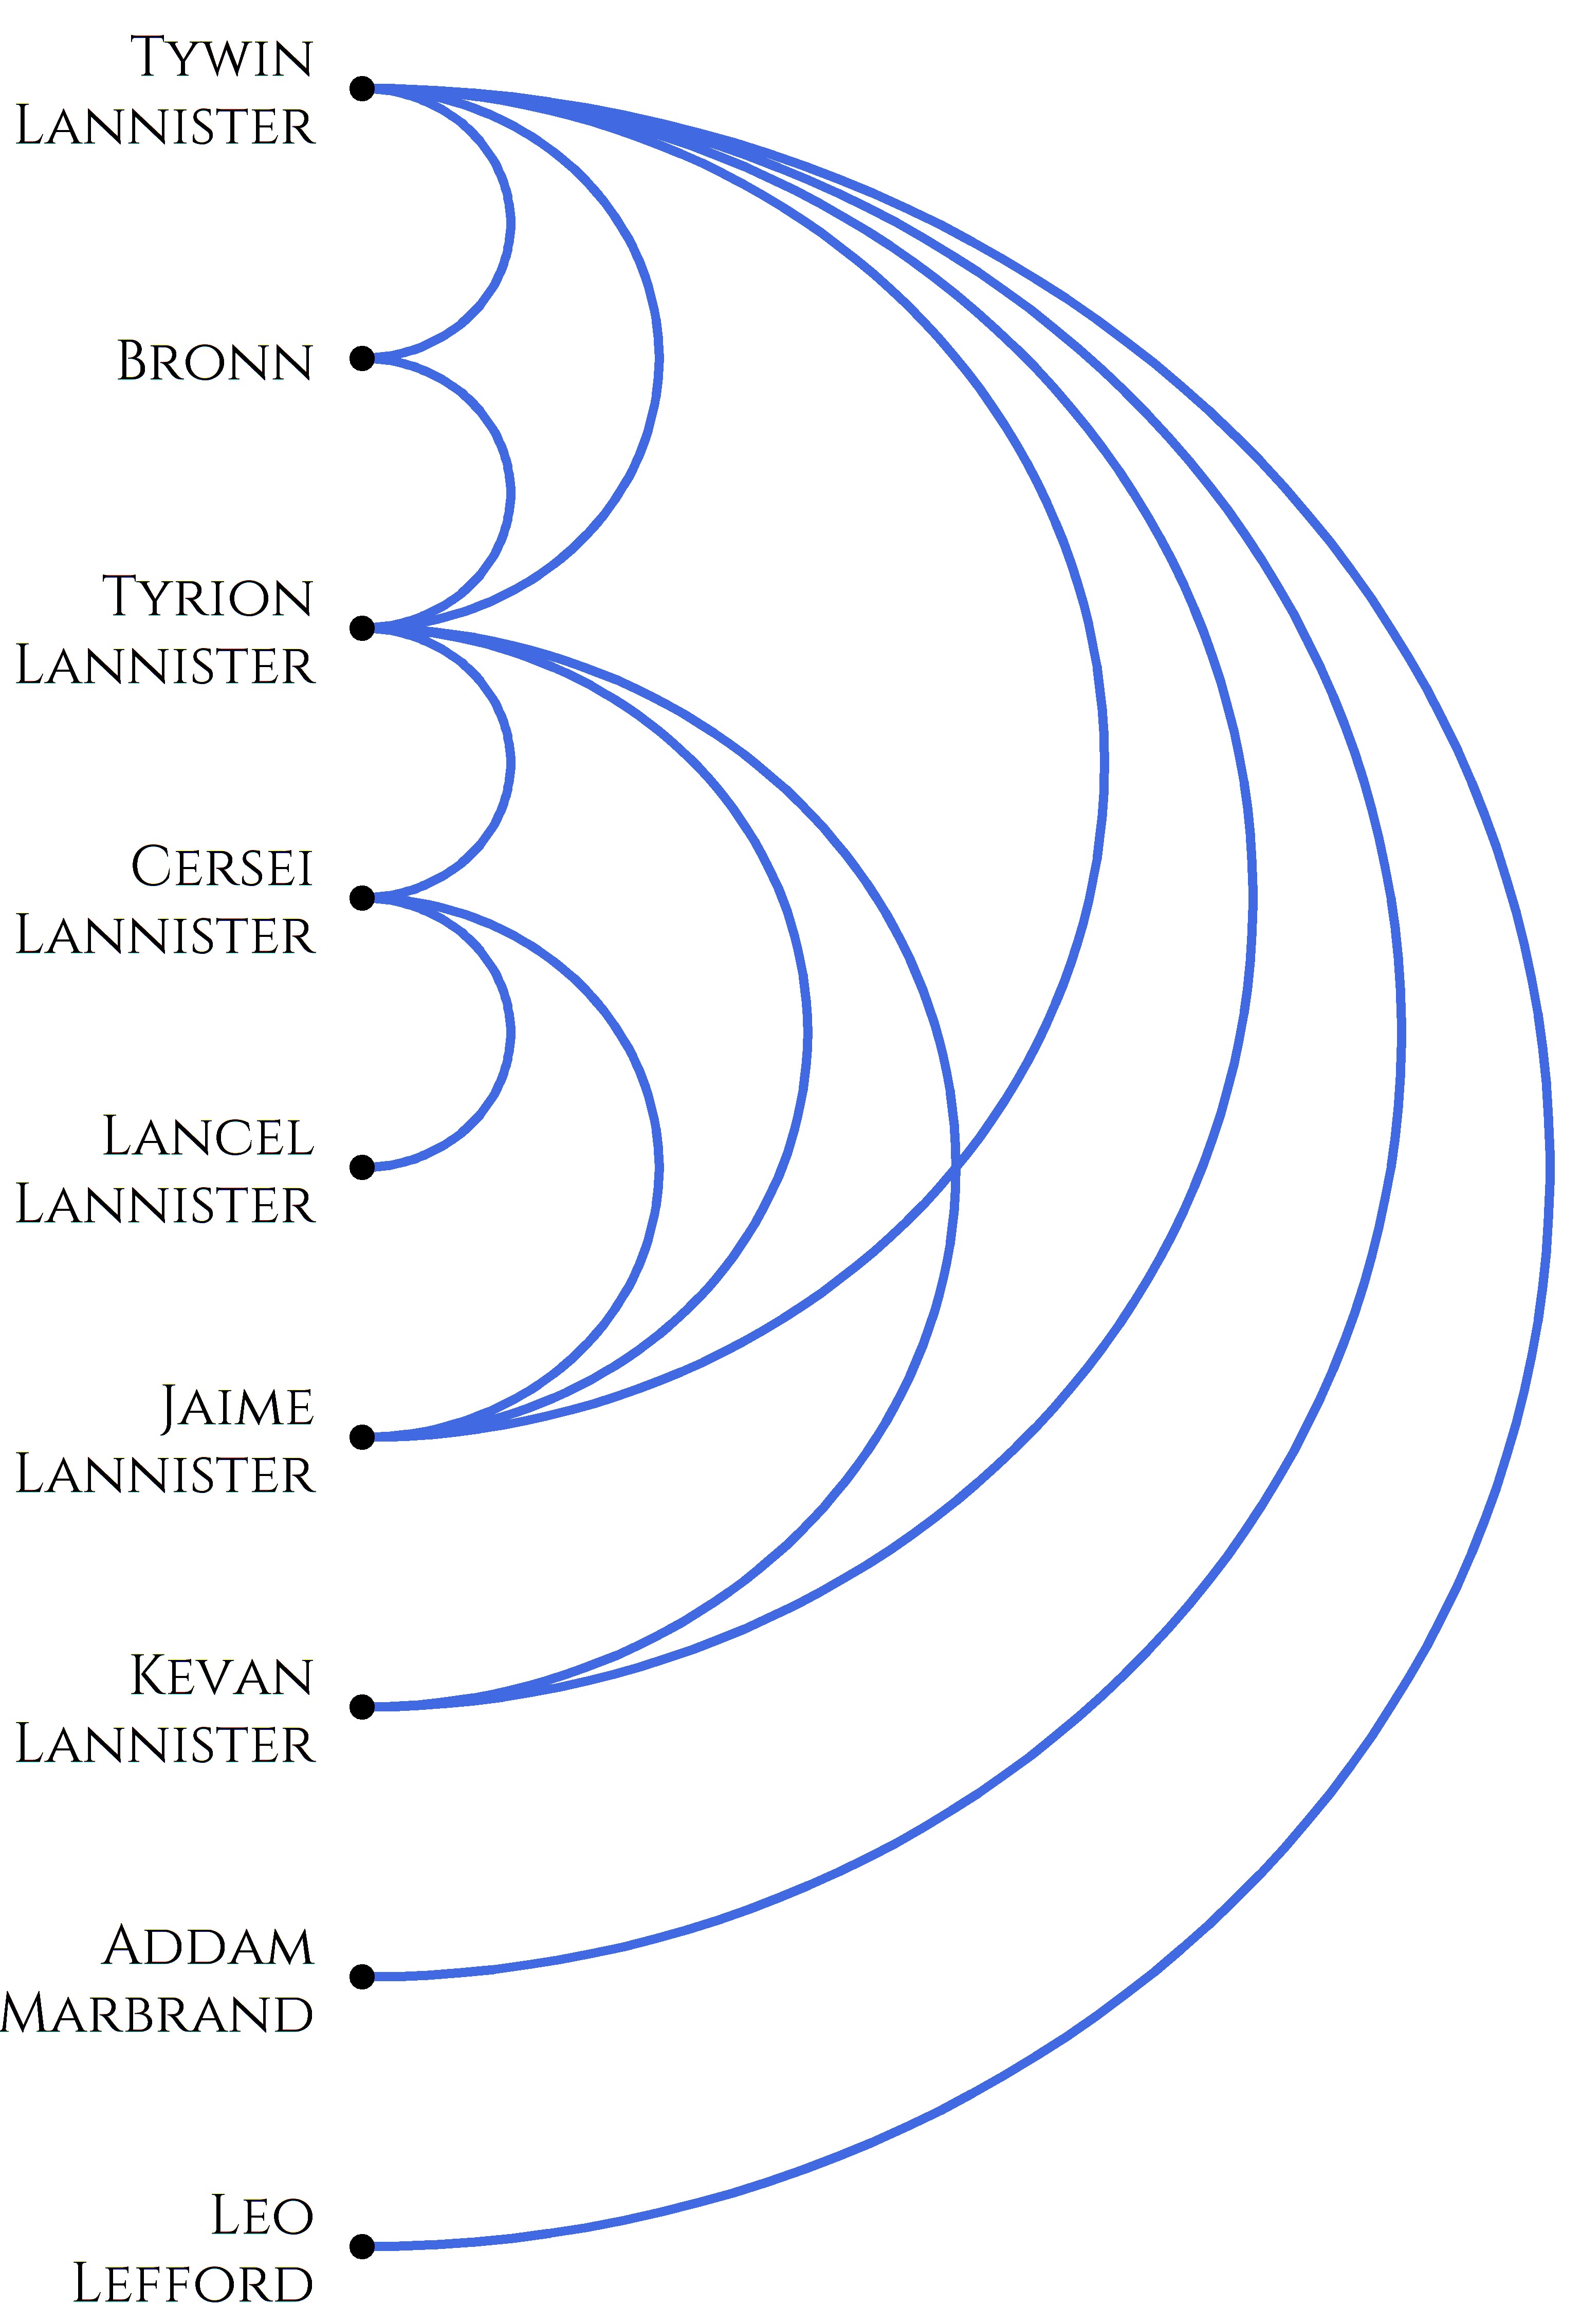 Tywin
Lannister
Bronn
Tyrion
Lannister
Cersei
Lannister
Lancel
Lannister
Jaime
Lannister
Kevan
Lannister
Addam
Marbrand
Leo
Lefford